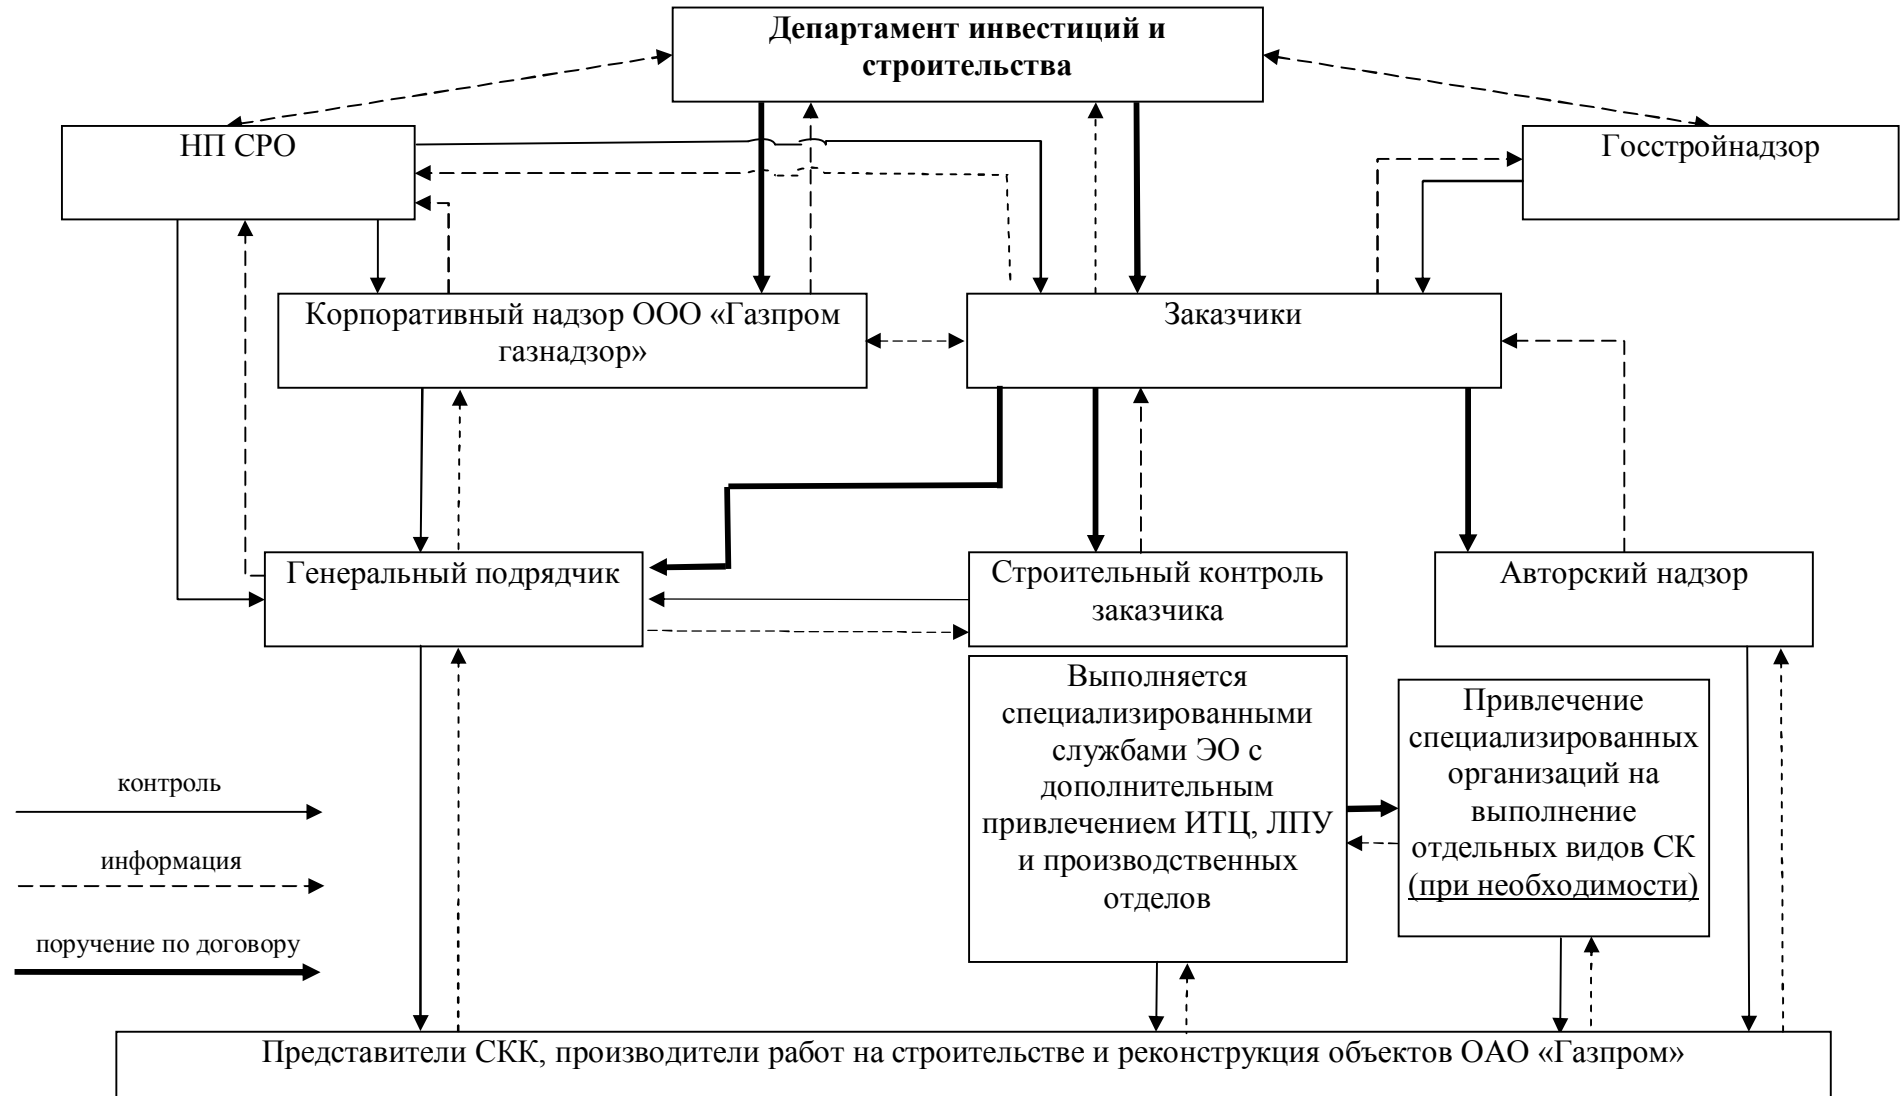 Департамент инвестиций и
строительства
НП СРО
Госстройнадзор
Корпоративный надзор ООО «Газпром
газнадзор»
Заказчики
Генеральный подрядчик
Строительный контроль
заказчика
Авторский надзор
Выполняется
специализированными
службами ЭО с
дополнительным
привлечением ИТЦ, ЛПУ
и производственных
отделов
Привлечение
специализированных
организаций на
выполнение
отдельных видов СК
(при необходимости)
контроль
информация
поручение по договору
Представители СКК, производители работ на строительстве и реконструкция объектов ОАО «Газпром»